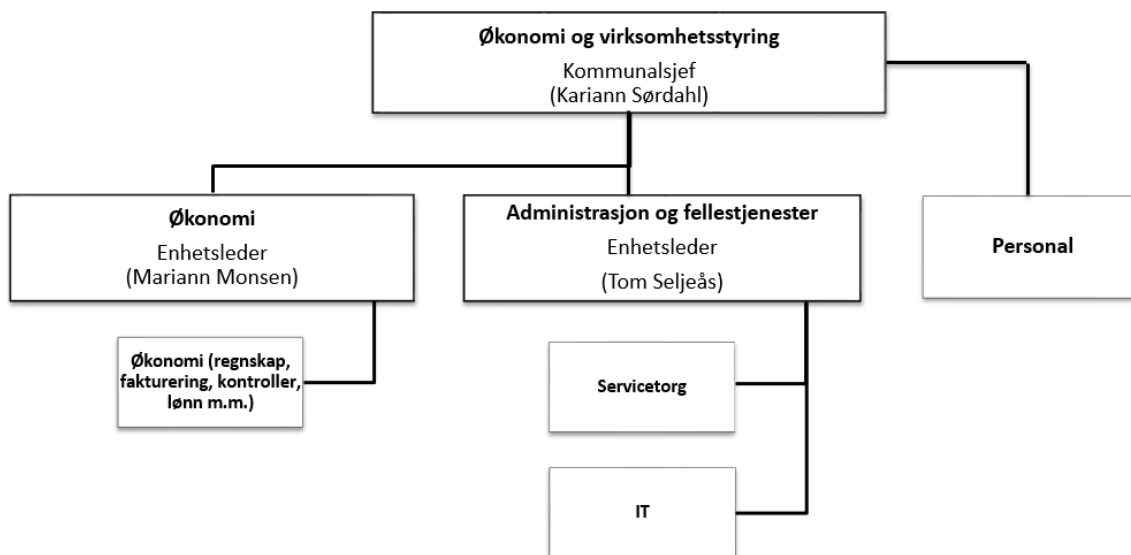 Økonomi og virksomhetsstyring
Kommunalsjef
(Kariann Sørdahl)
Økonomi
Enhetsleder
(Mariann Monsen)
Administrasjon og fellestjenester
Enhetsleder
(Tom Seljeås)
Personal
Økonomi (regnskap,
fakturering, kontroller,
lønn m.m.)
Servicetorg
IT